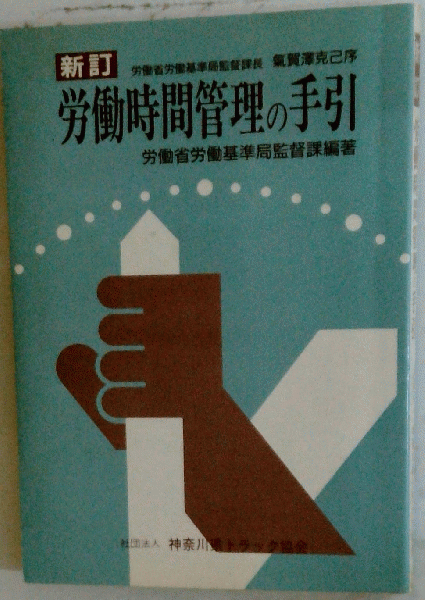 新訂 労働省労働基準局監督課長 氣賀澤克己序
労働時間管理の手引
労働省労働基準局監督課編著
社団法人 神奈川県トラック協会